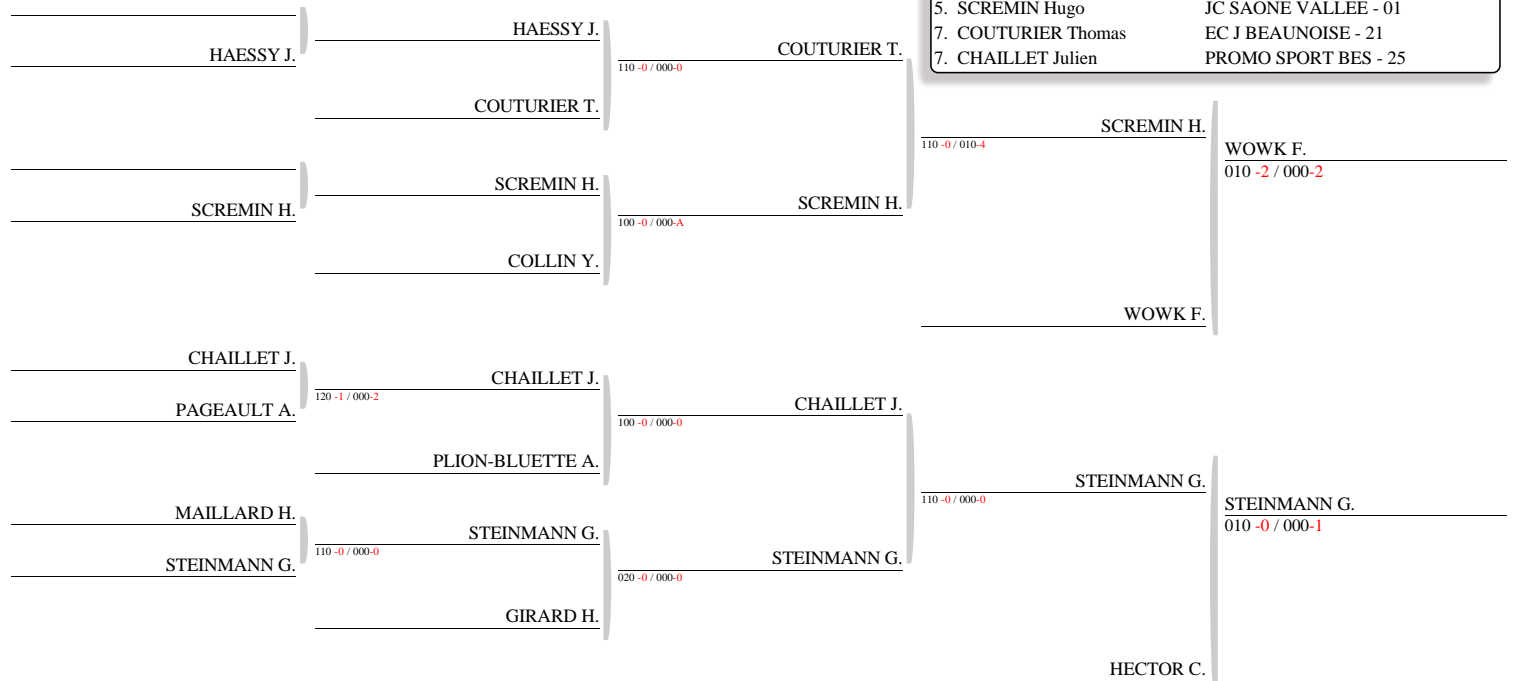 5. SCREMIN Hugo JC SAONE VALLEE - 01
7. COUTURIER Thomas EC J BEAUNOISE - 21
7. CHAILLET Julien PROMO SPORT BES - 25
HAESSY J.
SCREMIN H.
CHAILLET J.
PAGEAULT A.
MAILLARD H.
STEINMANN G.
HAESSY J.
COUTURIER T.
SCREMIN H.
COLLIN Y.
CHAILLET J.
120 -1 / 000-2
PLION-BLUETTE A.
STEINMANN G.
110 -0 / 000-0
GIRARD H.
COUTURIER T.
110 -0 / 000-0
SCREMIN H.
100 -0 / 000-A
CHAILLET J.
100 -0 / 000-0
STEINMANN G.
020 -0 / 000-0
SCREMIN H.
110 -0 / 010-4
WOWK F.
STEINMANN G.
110 -0 / 000-0
HECTOR C.
WOWK F.
010 -2 / 000-2
STEINMANN G.
010 -0 / 000-1